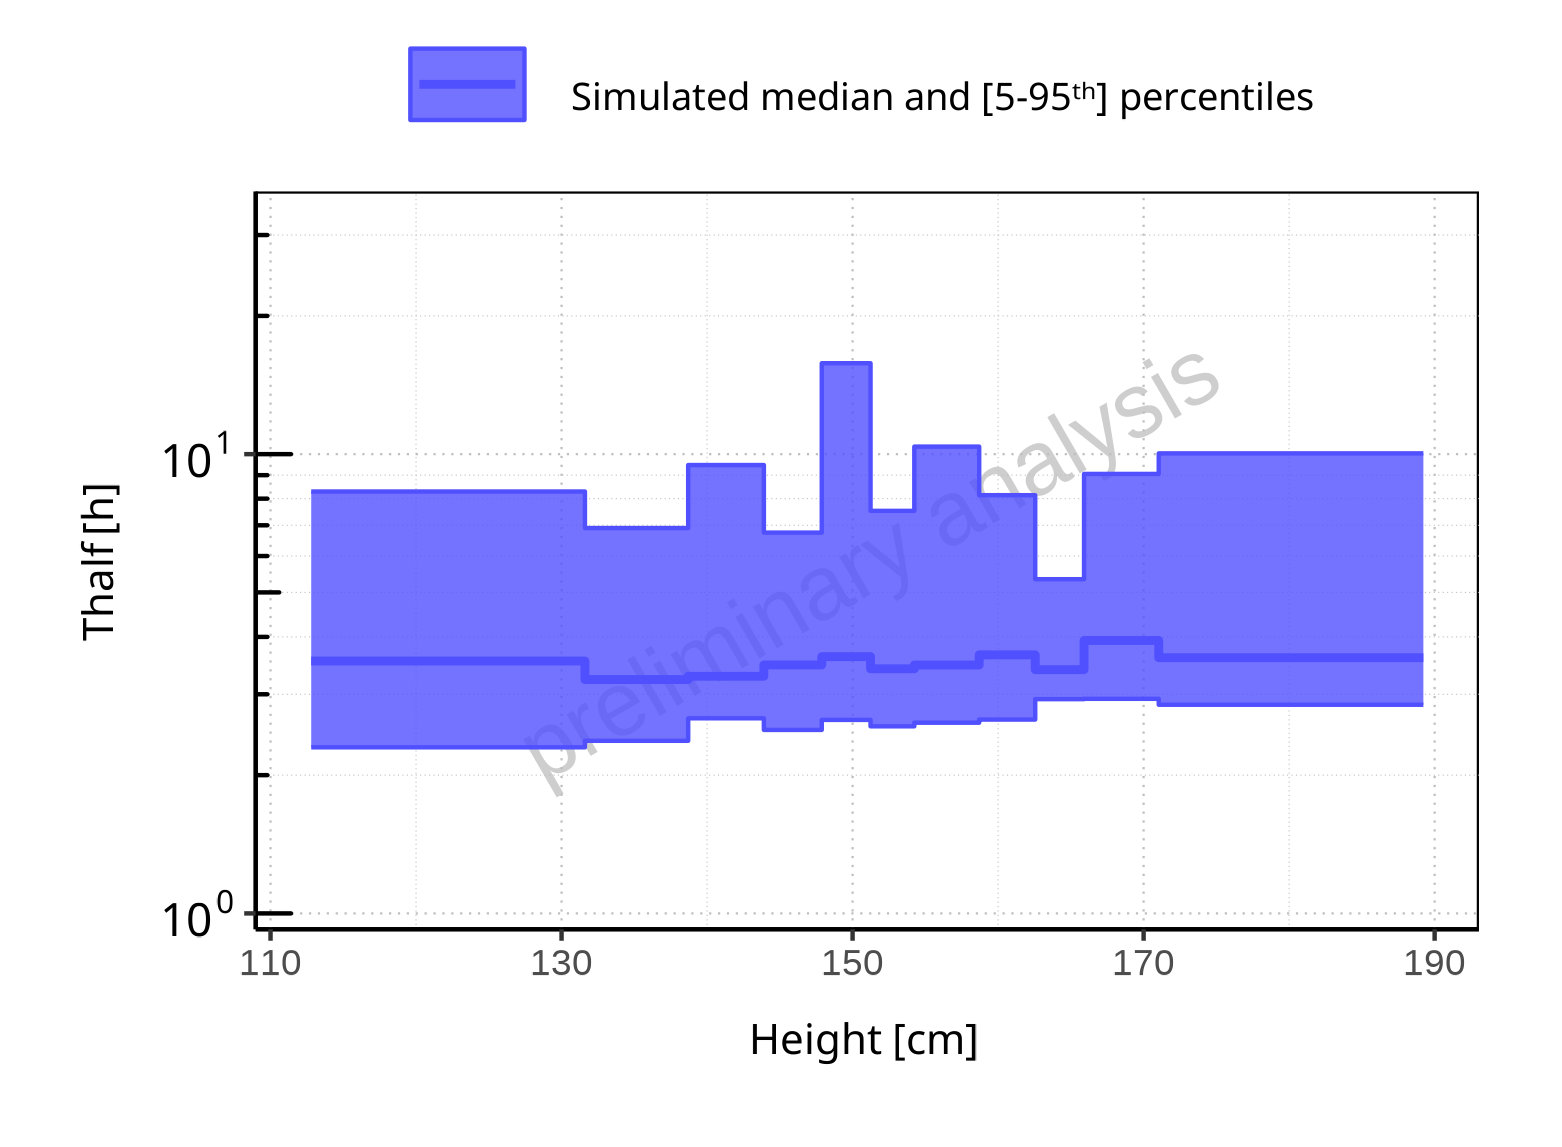 Simulated median and [5-95th] percentiles
10^1
Thalf [h]
preliminary analysis
10^0
110 130 150 170 190
Height [cm]